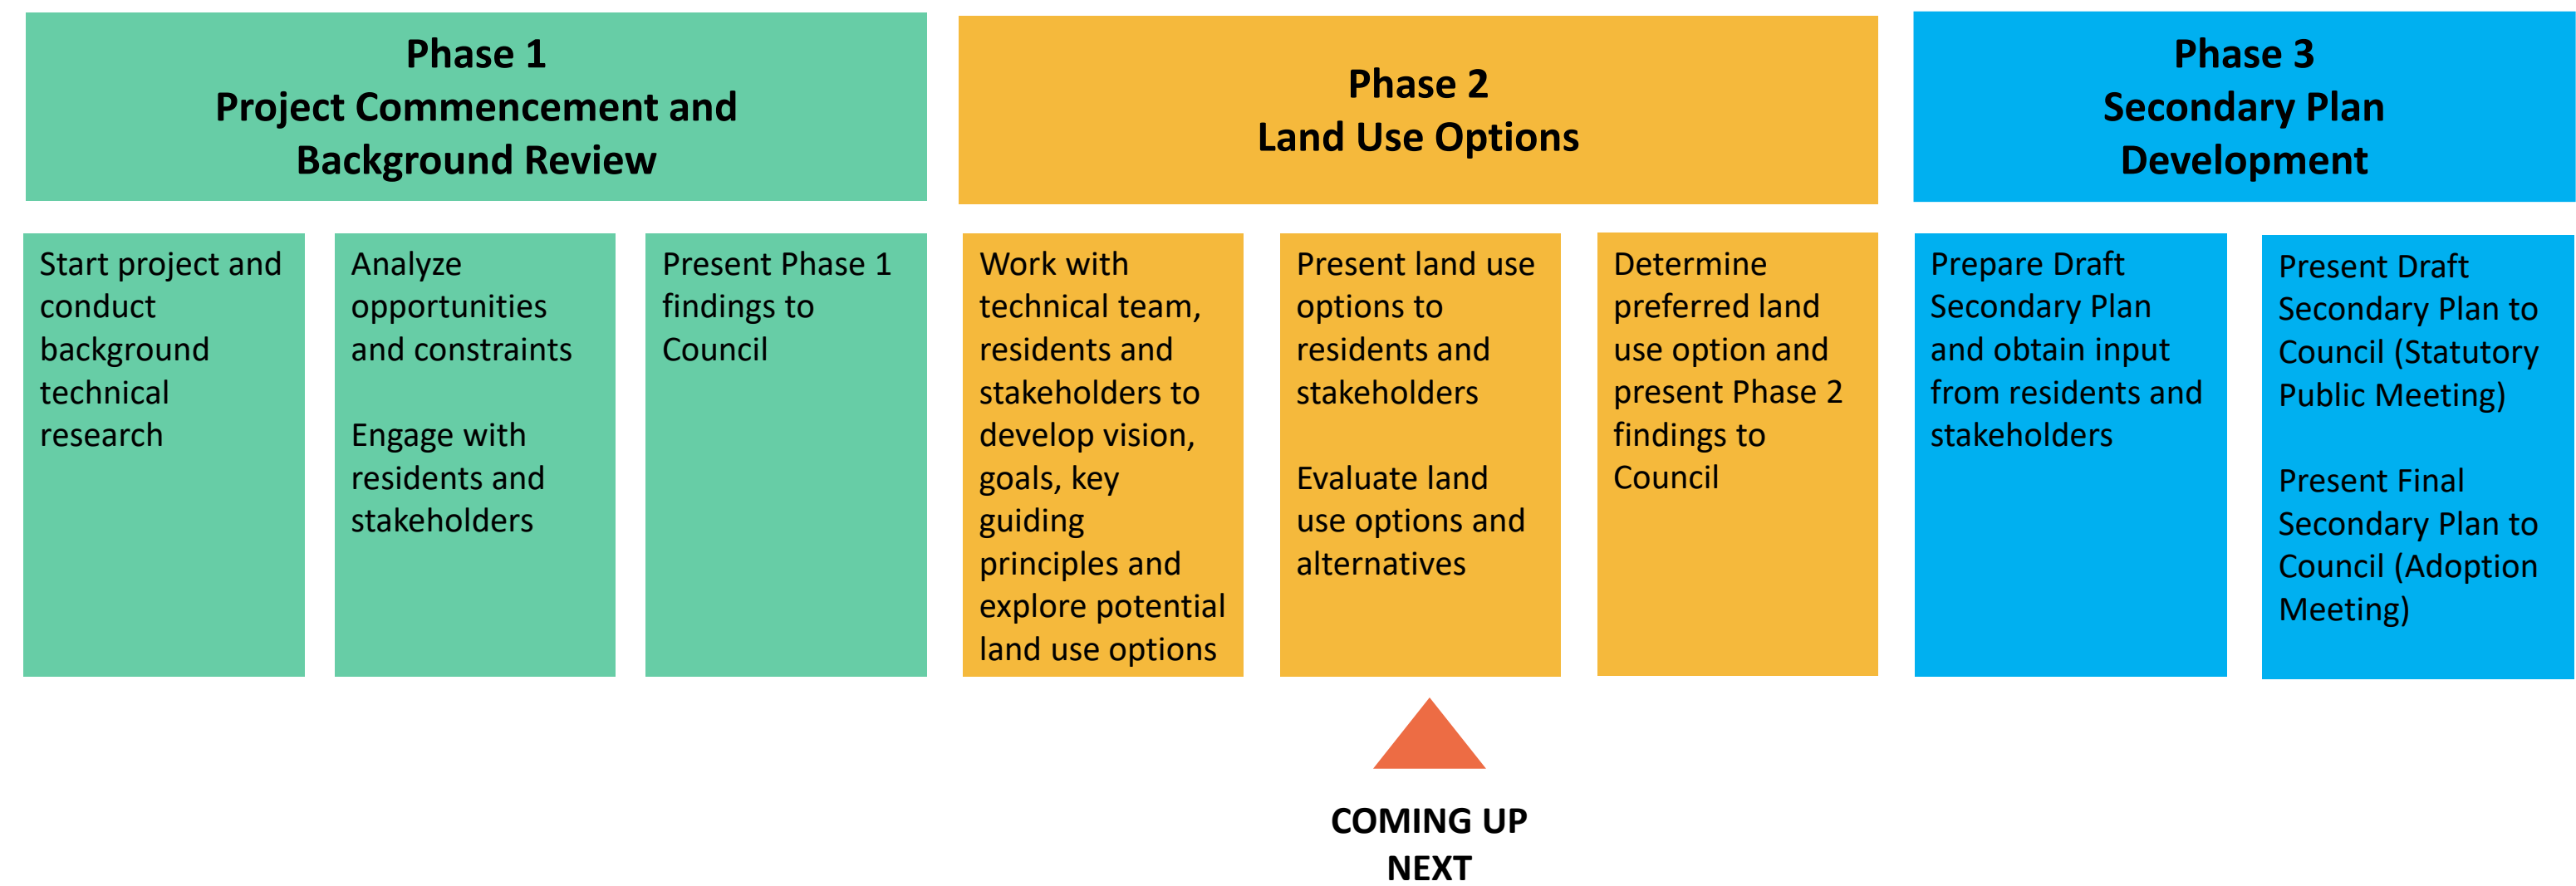 Phase 1
Project Commencement and
Background Review
Phase 2
Land Use Options
Phase 3
Secondary Plan
Development
Start project and
conduct
background
technical
research
Analyze
opportunities
and constraints
Engage with
residents and
stakeholders
Present Phase 1
findings to
Council
Work with
technical team,
residents and
stakeholders to
develop vision,
goals, key
guiding
principles and
explore potential
land use options
Present land use
options to
residents and
stakeholders
Evaluate land
use options and
alternatives
Determine
preferred land
use option and
present Phase 2
findings to
Council
Prepare Draft
Secondary Plan
and obtain input
from residents and
stakeholders
Present Draft
Secondary Plan to
Council (Statutory
Public Meeting)
Present Final
Secondary Plan to
Council (Adoption
Meeting)
COMING UP
NEXT